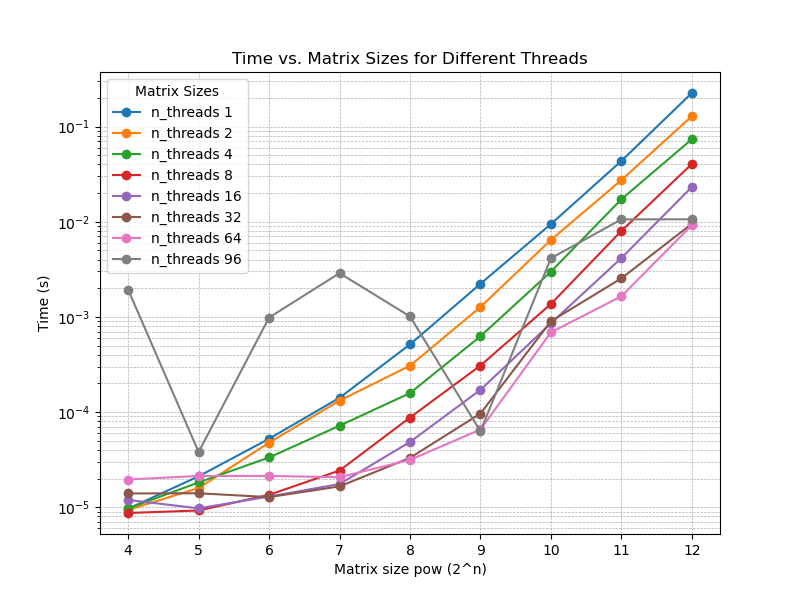 Time vs. Matrix Sizes for Different Threads
Matrix Sizes
n_threads 1
n_threads 2
n_threads 4
n_threads 8
n_threads 16
n_threads 32
n_threads 64
n_threads 96
Time (s)
10⁻¹
10⁻²
10⁻³
10⁻⁴
10⁻⁵
4 5 6 7 8 9 10 11 12
Matrix size pow (2^n)